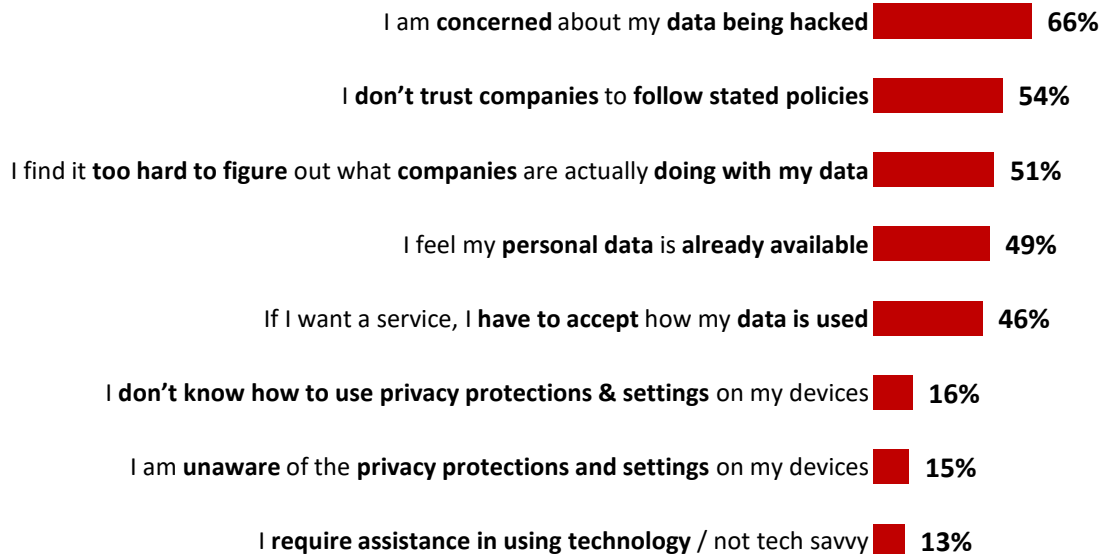 I am concerned about my data being hacked 66%
I don’t trust companies to follow stated policies 54%
I find it too hard to figure out what companies are actually doing with my data 51%
I feel my personal data is already available 49%
If I want a service, I have to accept how my data is used 46%
I don’t know how to use privacy protections & settings on my devices 16%
I am unaware of the privacy protections and settings on my devices 15%
I require assistance in using technology / not tech savvy 13%